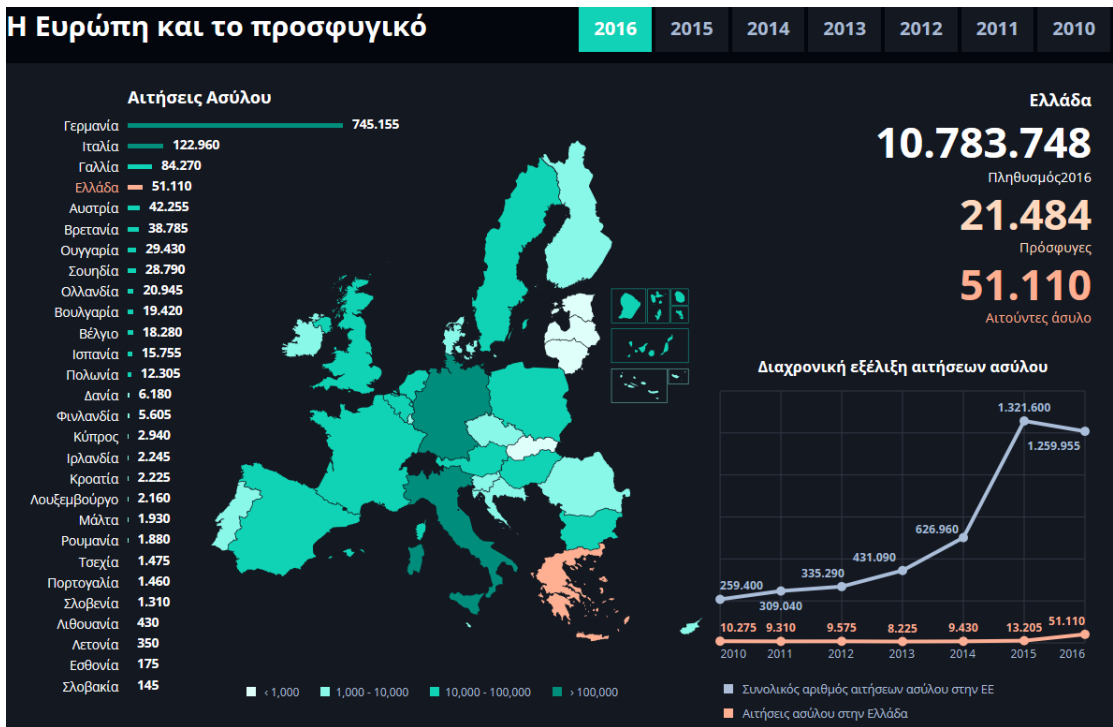 Η Ευρώπη και το προσφυγικό
2016 2015 2014 2013 2012 2011 2010
Αιτήσεις Ασύλου
Γερμανία 745.155
Ιταλία 122.960
Γαλλία 84.270
Ελλάδα 51.110
Αυστρία 42.255
Βρετανία 38.785
Ουγγαρία 29.430
Σουηδία 28.790
Ολλανδία 20.945
Βουλγαρία 19.420
Βέλγιο 18.280
Ισπανία 15.755
Πολωνία 12.305
Δανία 6.180
Φινλανδία 5.605
Κύπρος 2.940
Ιρλανδία 2.245
Κροατία 2.225
Λουξεμβούργο 2.160
Μάλτα 1.930
Ρουμανία 1.880
Τσεχία 1.475
Πορτογαλία 1.460
Σλοβενία 1.310
Λιθουανία 430
Λετονία 350
Εσθονία 175
Σλοβακία 145
< 1,000 1,000 - 10,000 10,000 - 100,000 > 100,000
Ελλάδα
10.783.748
Πληθυσμός2016
21.484
Πρόσφυγες
51.110
Αιτούντες άσυλο
Διαχρονική εξέλιξη αιτήσεων ασύλου
1.321.600
1.259.955
626.960
431.090
335.290
259.400
309.040
10.275 9.310 9.575 8.225 9.430 13.205 51.110
2010 2011 2012 2013 2014 2015 2016
Συνολικός αριθμός αιτήσεων ασύλου στην ΕΕ
Αιτήσεις ασύλου στην Ελλάδα